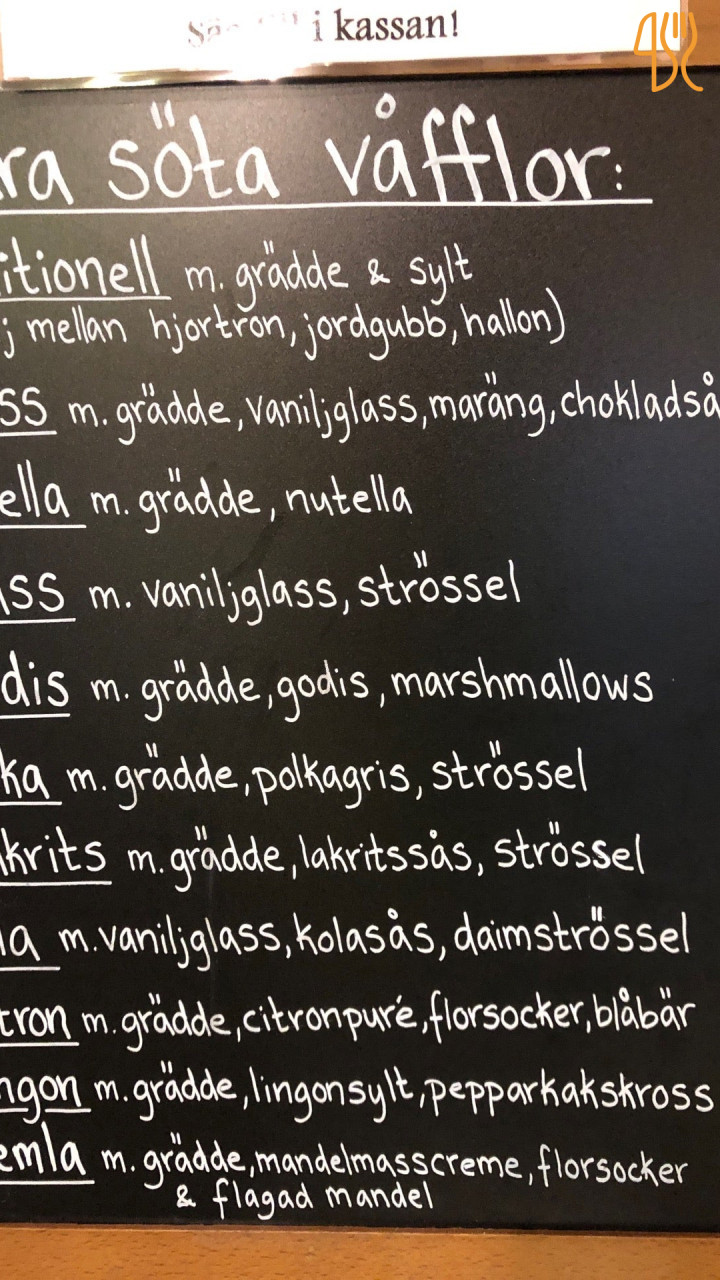 i kassan!
ra söta våfflor:
itionell m. grädde & sylt
j mellan hjortron, jordgubb, hallon)
ss m. grädde, vaniljglass, maräng, chokladså
ella m. grädde, nutella
ss m. vaniljglass, strössel
dis m. grädde, godis, marshmallows
ka m. grädde, polkagris, strössel
krits m. grädde, lakritssås, strössel
la m. vaniljglass, kolasås, daimströssel
tron m. grädde, citronpuré, florsocker, blåbär
ngon m. grädde, lingonsylt, pepparkakskross
emla m. grädde, mandelmasscreme, florsocker
& flagad mandel